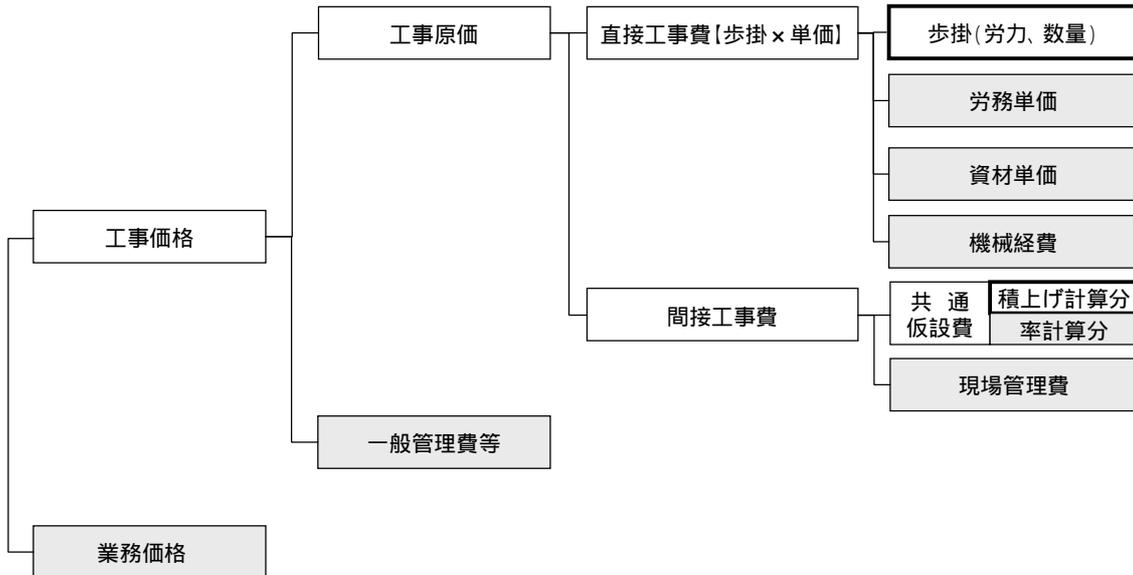 工事原価
直接工事費【歩掛×単価】
歩掛(労力、数量)
労務単価
資材単価
工事価格
機械経費
間接工事費
共 通
仮設費
積上げ計算分
率計算分
現場管理費
一般管理費等
業務価格